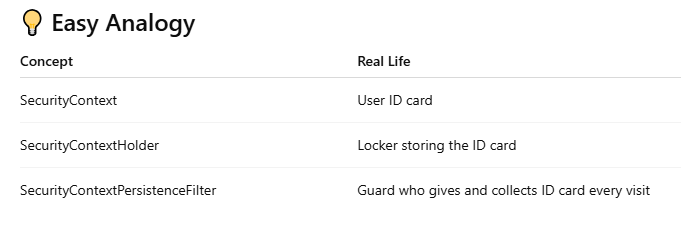 💡 Easy Analogy
Concept Real Life
SecurityContext User ID card
SecurityContextHolder Locker storing the ID card
SecurityContextPersistenceFilter Guard who gives and collects ID card every visit